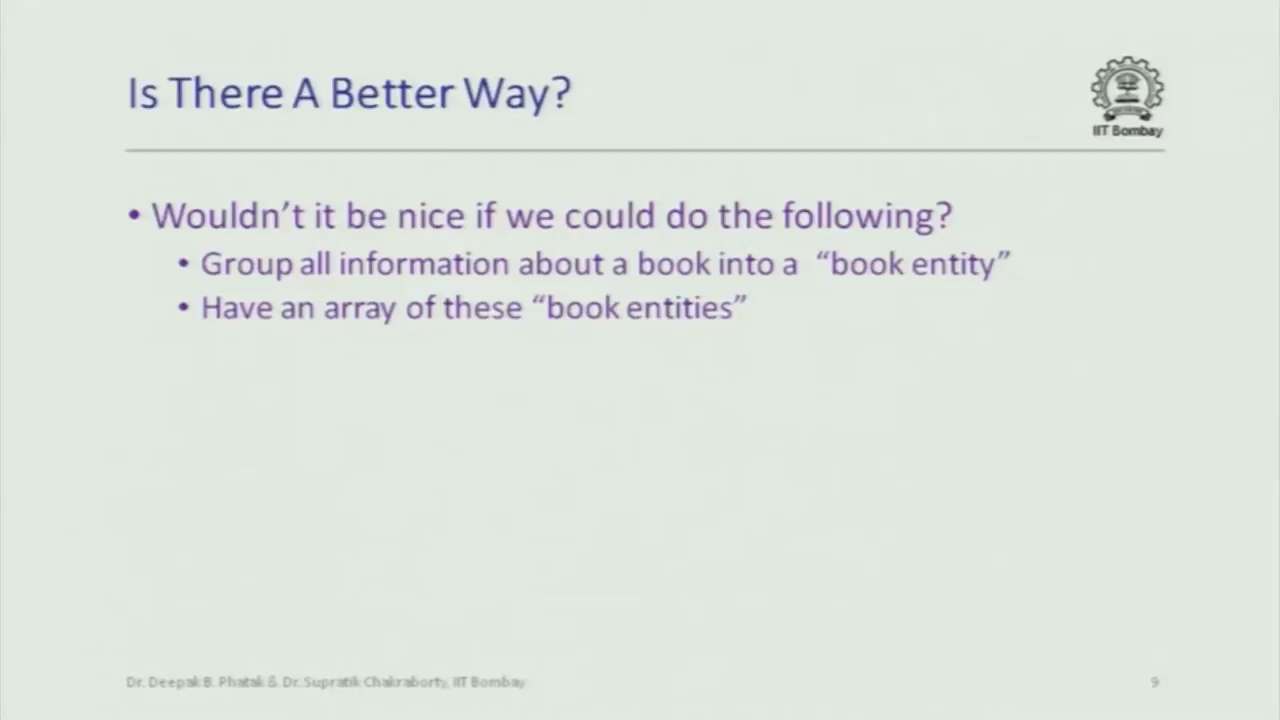 Is There A Better Way?
IIT Bombay
• Wouldn't it be nice if we could do the following?
• Group all information about a book into a “book entity”
• Have an array of these “book entities”
Dr. Deepak B. Phatak & Dr. Supratik Chakraborty, IIT Bombay
9